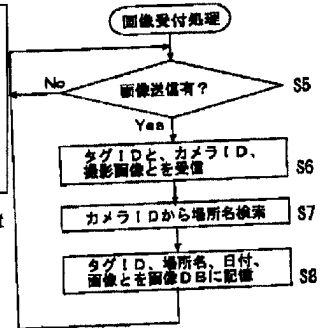 画像受付処理
画像送信有?
S5
No
Yes
タグIDと、カメラID、
撮影画像とを受信
S6
カメラIDから場所名検索
S7
タグID、場所名、日付、
画像とを画像DBに記憶
S8